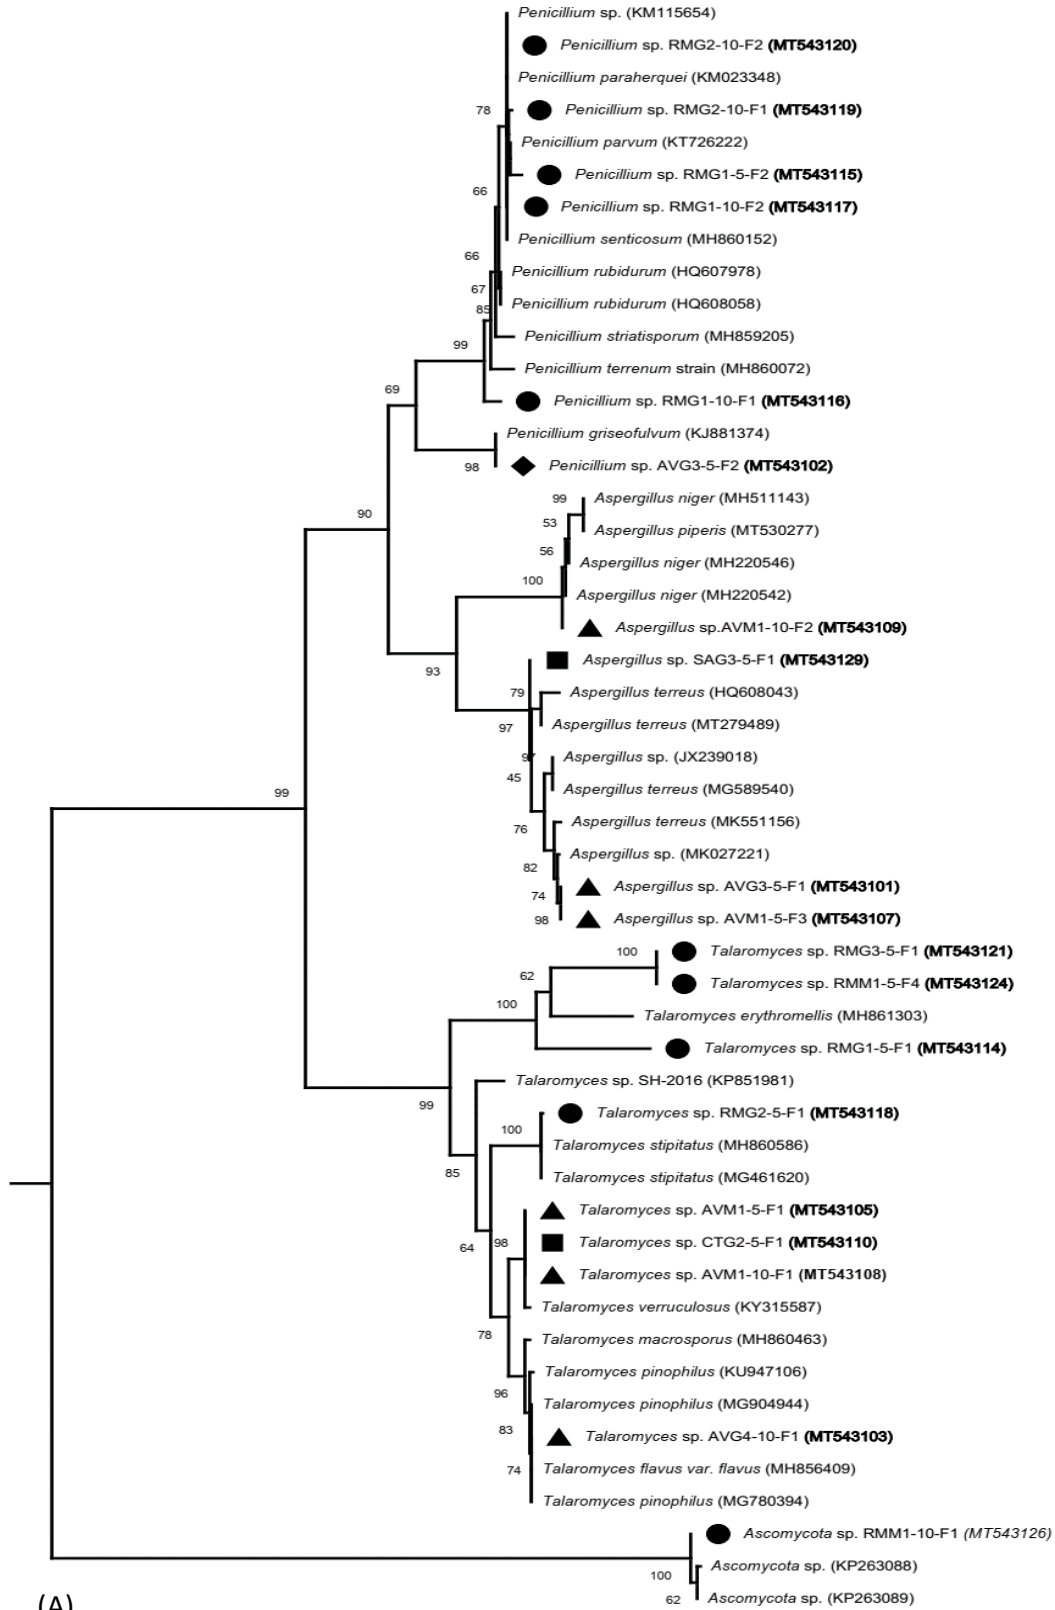 Penicillium sp. (KM115654)
Penicillium sp. RMG2-10-F2 (MT543120)
Penicillium paraherquei (KM023348)
78
Penicillium sp. RMG2-10-F1 (MT543119)
Penicillium parvum (KT726222)
Penicillium sp. RMG1-5-F2 (MT543115)
66
Penicillium sp. RMG1-10-F2 (MT543117)
Penicillium senticosum (MH860152)
66
Penicillium rubidurum (HQ607978)
67
Penicillium rubidurum (HQ608058)
85
Penicillium striatisporum (MH859205)
99
Penicillium terrenum strain (MH860072)
69
Penicillium sp. RMG1-10-F1 (MT543116)
Penicillium griseofulvum (KJ881374)
98
Penicillium sp. AVG3-5-F2 (MT543102)
99
Aspergillus niger (MH511143)
90
53
Aspergillus piperis (MT530277)
56
Aspergillus niger (MH220546)
100
Aspergillus niger (MH220542)
Aspergillus sp.AVM1-10-F2 (MT543109)
93
Aspergillus sp. SAG3-5-F1 (MT543129)
79
Aspergillus terreus (HQ608043)
97
Aspergillus terreus (MT279489)
97
Aspergillus sp. (JX239018)
45
Aspergillus terreus (MG589540)
99
76
Aspergillus terreus (MK551156)
Aspergillus sp. (MK027221)
82
Aspergillus sp. AVG3-5-F1 (MT543101)
74
98
Aspergillus sp. AVM1-5-F3 (MT543107)
100
Talaromyces sp. RMG3-5-F1 (MT543121)
62
Talaromyces sp. RMM1-5-F4 (MT543124)
100
Talaromyces erythromellis (MH861303)
Talaromyces sp. RMG1-5-F1 (MT543114)
Talaromyces sp. SH-2016 (KP851981)
99
Talaromyces sp. RMG2-5-F1 (MT543118)
100
Talaromyces stipitatus (MH860586)
85
Talaromyces stipitatus (MG461620)
Talaromyces sp. AVM1-5-F1 (MT543105)
64
98
Talaromyces sp. CTG2-5-F1 (MT543110)
Talaromyces sp. AVM1-10-F1 (MT543108)
Talaromyces verruculosus (KY315587)
78
Talaromyces macrosporus (MH860463)
Talaromyces pinophilus (KU947106)
96
Talaromyces pinophilus (MG904944)
83
Talaromyces sp. AVG4-10-F1 (MT543103)
74
Talaromyces flavus var. flavus (MH856409)
Talaromyces pinophilus (MG780394)
Ascomycota sp. RMM1-10-F1 (MT543126)
Ascomycota sp. (KP263088)
100
62
Ascomycota sp. (KP263089)
(A)